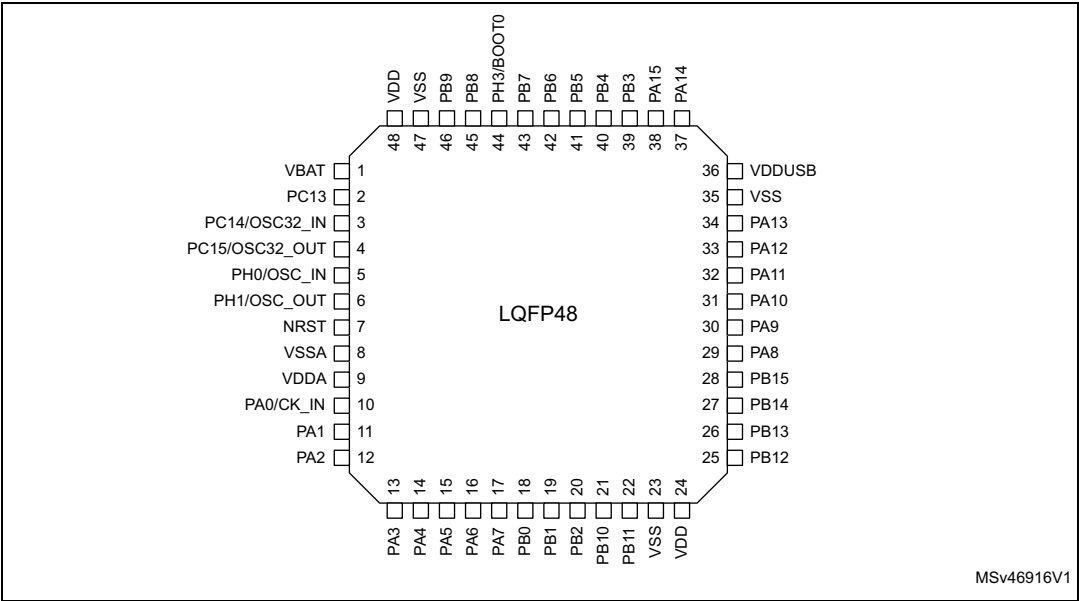 VDD
VSS
PB9
PB8
PH3/BOOT0
PB7
PB6
PB5
PB4
PB3
PA15
PA14
48
47
46
45
44
43
42
41
40
39
38
37
VBAT 1
PC13 2
PC14/OSC32_IN 3
PC15/OSC32_OUT 4
PH0/OSC_IN 5
PH1/OSC_OUT 6
NRST 7
VSSA 8
VDDA 9
PA0/CK_IN 10
PA1 11
PA2 12
LQFP48
36 VDDUSB
35 VSS
34 PA13
33 PA12
32 PA11
31 PA10
30 PA9
29 PA8
28 PB15
27 PB14
26 PB13
25 PB12
13
14
15
16
17
18
19
20
21
22
23
24
PA3
PA4
PA5
PA6
PA7
PB0
PB1
PB2
PB10
PB11
VSS
VDD
MSv46916V1